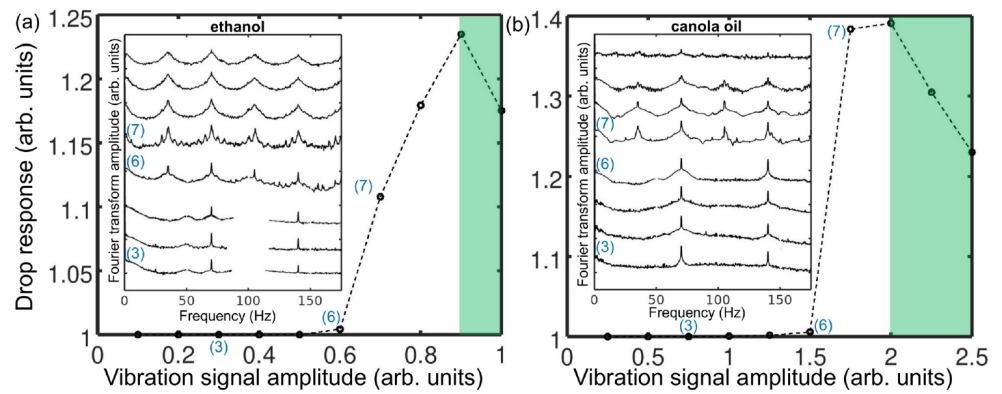 (a)
ethanol
Drop response (arb. units)
1.25
1.2
1.15
1.1
1.05
1
Fourier transform amplitude (arb. units)
(7)
(6)
(3)
0 50 100 150
Frequency (Hz)
(7)
(6)
(3)
0 0.2 0.4 0.6 0.8 1
Vibration signal amplitude (arb. units)
(b)
canola oil
1.4
1.3
1.2
1.1
1
Fourier transform amplitude (arb. units)
(7)
(6)
(3)
0 50 100 150
Frequency (Hz)
(7)
(6)
(3)
0 0.5 1 1.5 2 2.5
Vibration signal amplitude (arb. units)